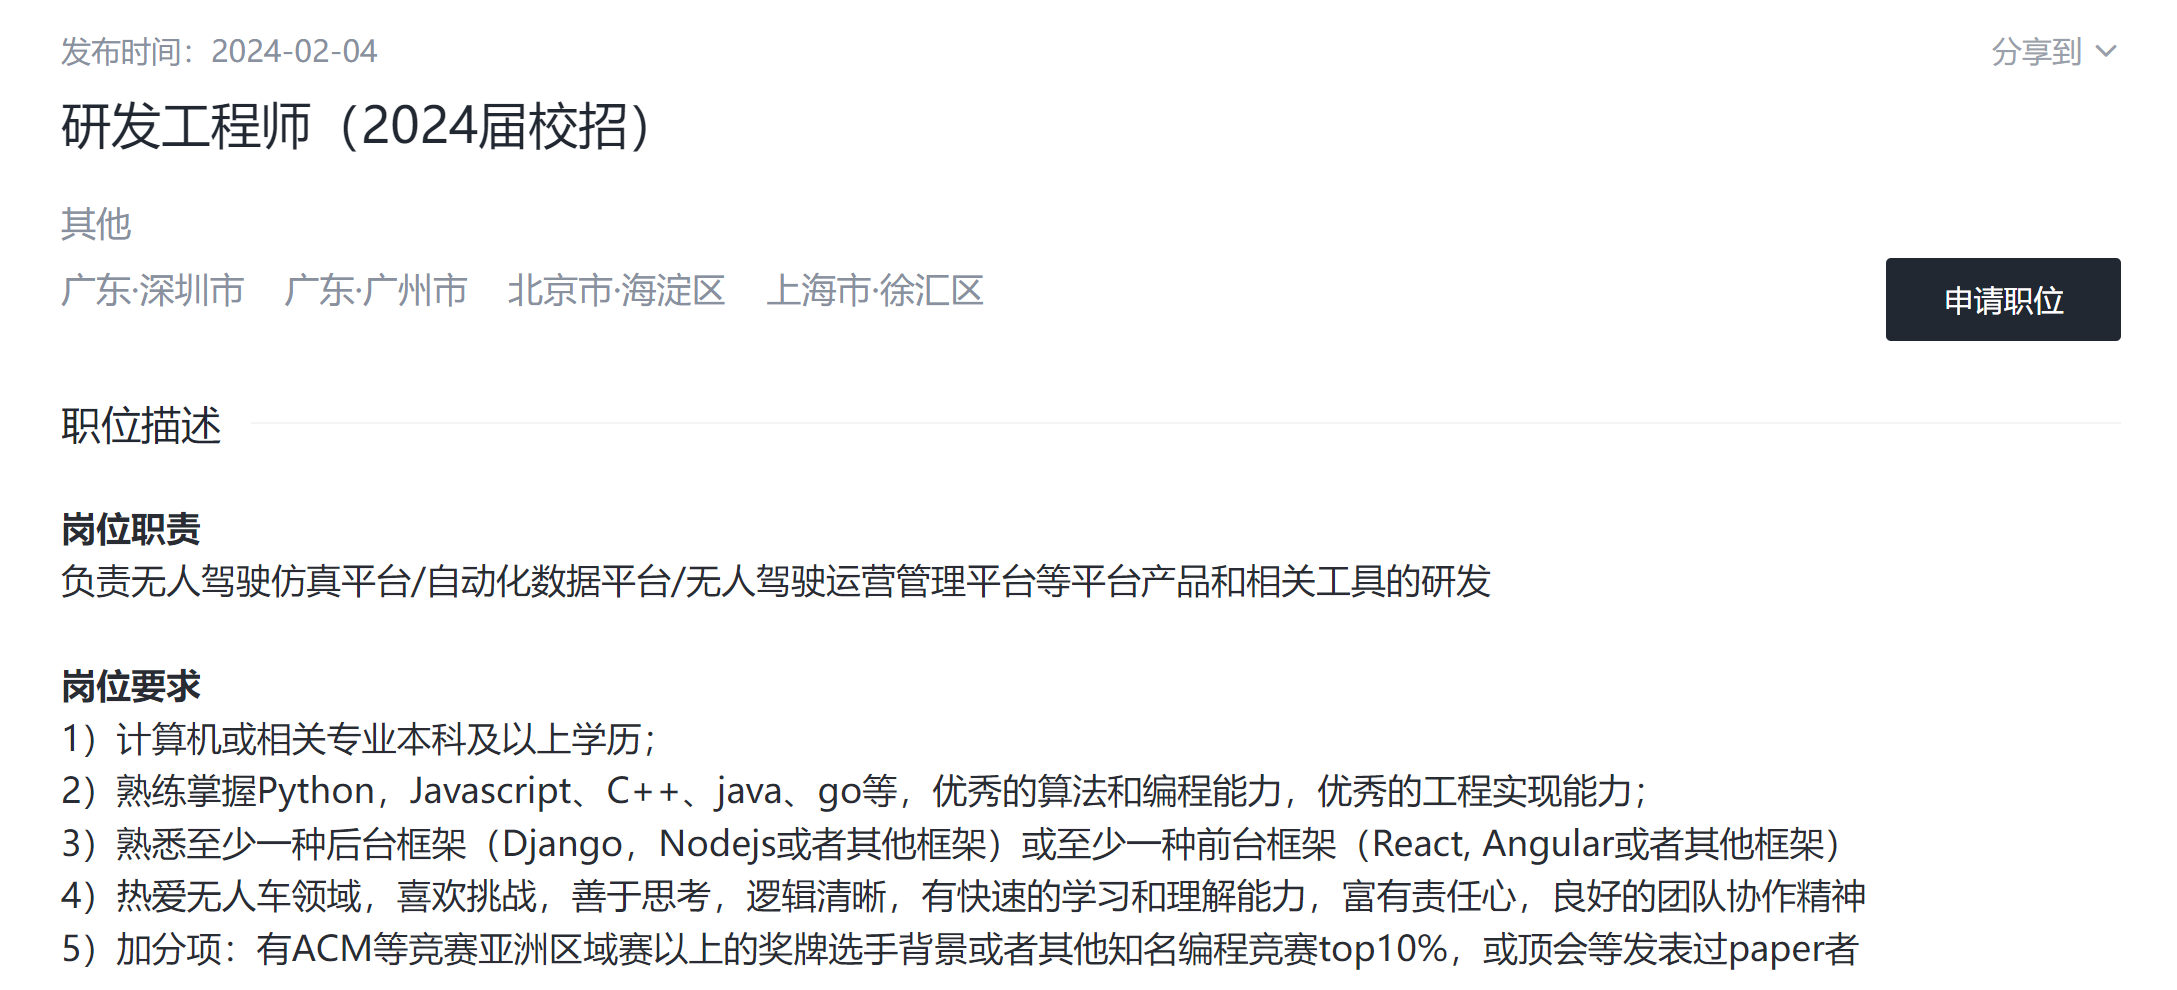 发布时间：2024-02-04
分享到
研发工程师（2024届校招）
其他
广东·深圳市 广东·广州市 北京市·海淀区 上海市·徐汇区
申请职位
职位描述
岗位职责
负责无人驾驶仿真平台/自动化数据平台/无人驾驶运营管理平台等平台产品和相关工具的研发
岗位要求
1）计算机或相关专业本科及以上学历；
2）熟练掌握Python，Javascript、C++、java、go等，优秀的算法和编程能力，优秀的工程实现能力；
3）熟悉至少一种后台框架（Django，Nodejs或者其他框架）或至少一种前台框架（React, Angular或者其他框架）
4）热爱无人车领域，喜欢挑战，善于思考，逻辑清晰，有快速的学习和理解能力，富有责任心，良好的团队协作精神
5）加分项：有ACM等竞赛亚洲区域赛以上的奖牌选手背景或者其他知名编程竞赛top10%，或顶会等发表过paper者